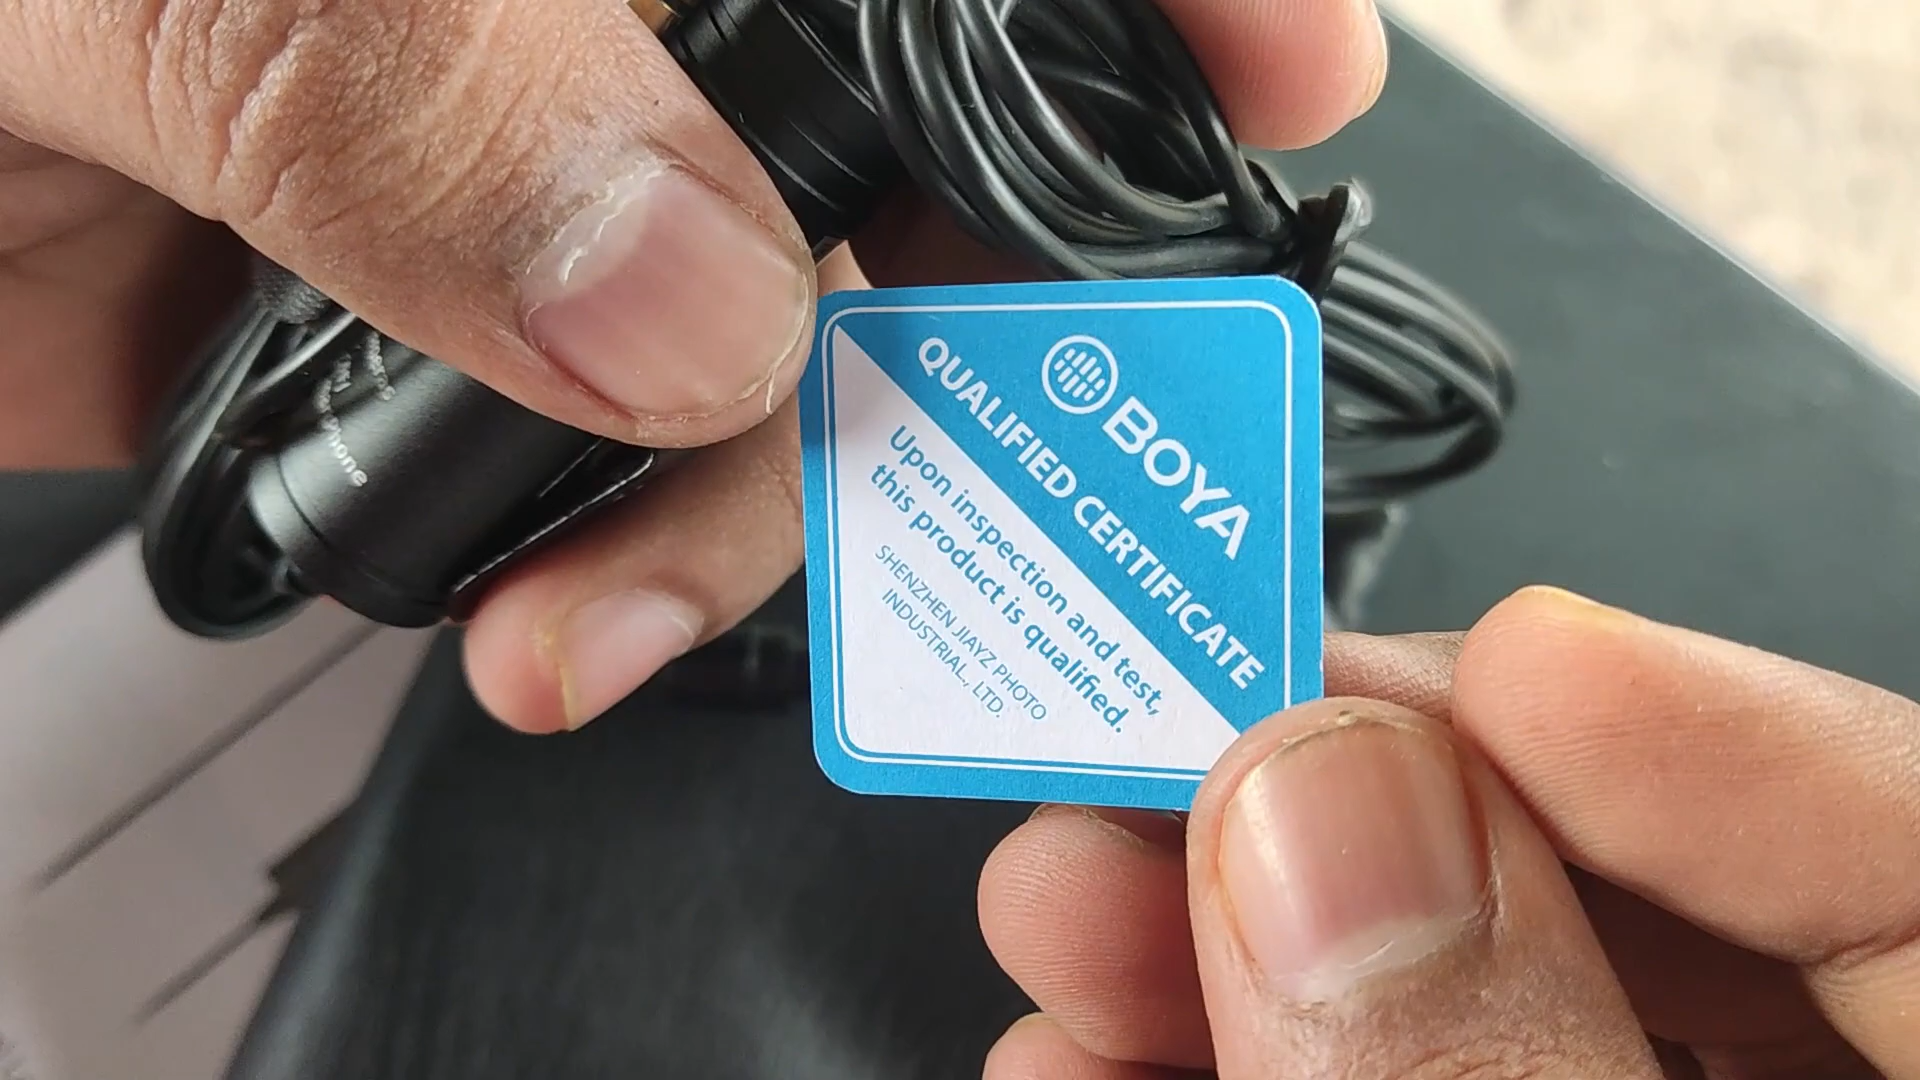 BOYA
QUALIFIED CERTIFICATE
Upon inspection and test,
this product is qualified.
SHENZHEN JIAYZ PHOTO
INDUSTRIAL., LTD.